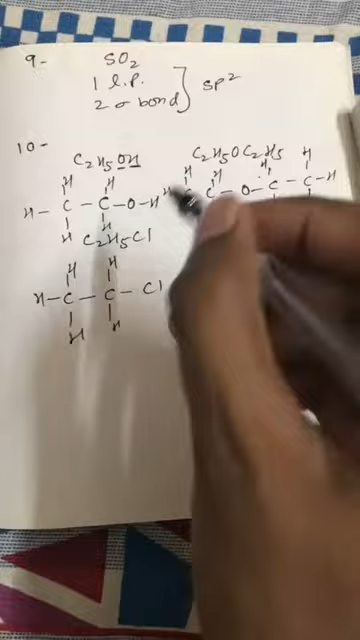 9-
SO2
1 l.p.
2 σ bond } sp2
10-
C2H5OH
H H
H - C - C - O - H
H H
C2H5OC2H5
H H H H
C - O - C - C - H
C2H5Cl
H H
H - C - C - Cl
H H